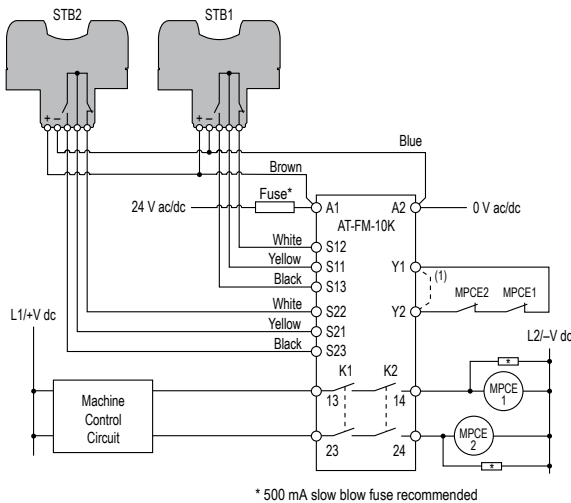 STB2
STB1
+ –
+ –
Blue
Brown
24 V ac/dc
Fuse*
A1
A2
0 V ac/dc
AT-FM-10K
White
S12
Yellow
S11
Y1
(1)
Black
S13
MPCE2
MPCE1
White
S22
Y2
L1/+V dc
Yellow
S21
L2/–V dc
Black
S23
*
K1
K2
MPCE
1
13
14
Machine
Control
Circuit
MPCE
2
23
24
*
* 500 mA slow blow fuse recommended